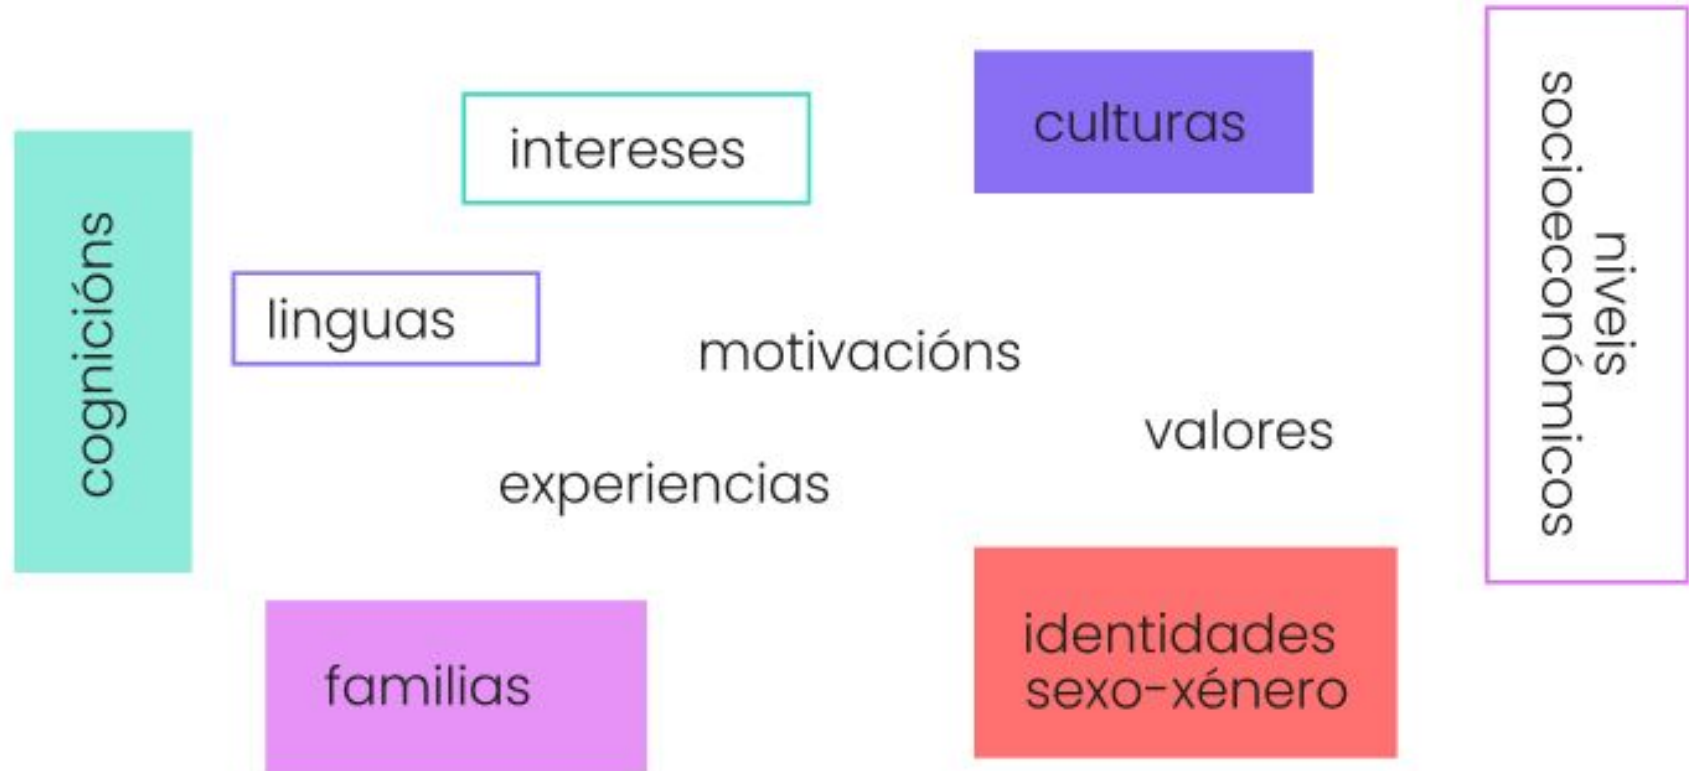 culturas
intereses
cognicións
linguas
motivacións
valores
experiencias
niveis
socioeconómicos
identidades
sexo-xénero
familias